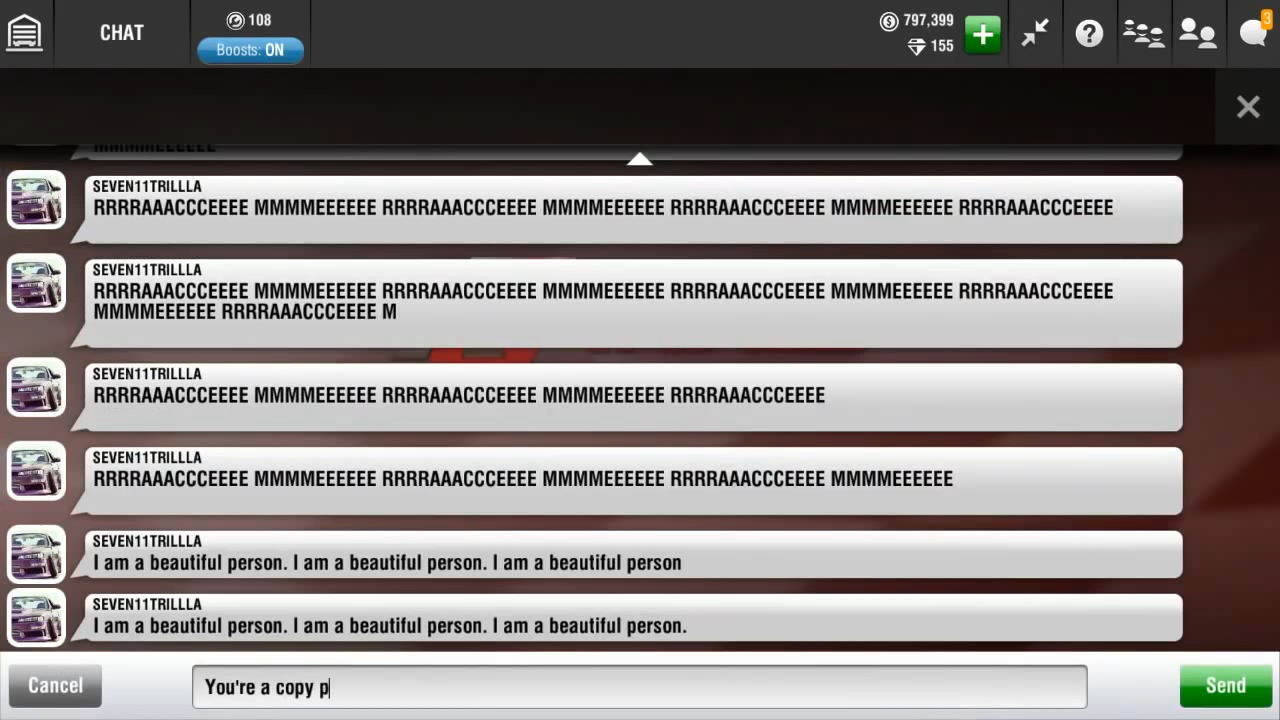 CHAT
108
Boosts: ON
797,399
155
3
MMMMEEEEEE
SEVEN11TRILLLA
RRRRAAACCCEEEE MMMMEEEEEE RRRRAAACCCEEEE MMMMEEEEEE RRRRAAACCCEEEE MMMMEEEEEE RRRRAAACCCEEEE
SEVEN11TRILLLA
RRRRAAACCCEEEE MMMMEEEEEE RRRRAAACCCEEEE MMMMEEEEEE RRRRAAACCCEEEE MMMMEEEEEE RRRRAAACCCEEEE
MMMMEEEEEE RRRRAAACCCEEEE M
SEVEN11TRILLLA
RRRRAAACCCEEEE MMMMEEEEEE RRRRAAACCCEEEE MMMMEEEEEE RRRRAAACCCEEEE
SEVEN11TRILLLA
RRRRAAACCCEEEE MMMMEEEEEE RRRRAAACCCEEEE MMMMEEEEEE RRRRAAACCCEEEE MMMMEEEEEE
SEVEN11TRILLLA
I am a beautiful person. I am a beautiful person. I am a beautiful person
SEVEN11TRILLLA
I am a beautiful person. I am a beautiful person. I am a beautiful person.
Cancel
You're a copy p
Send